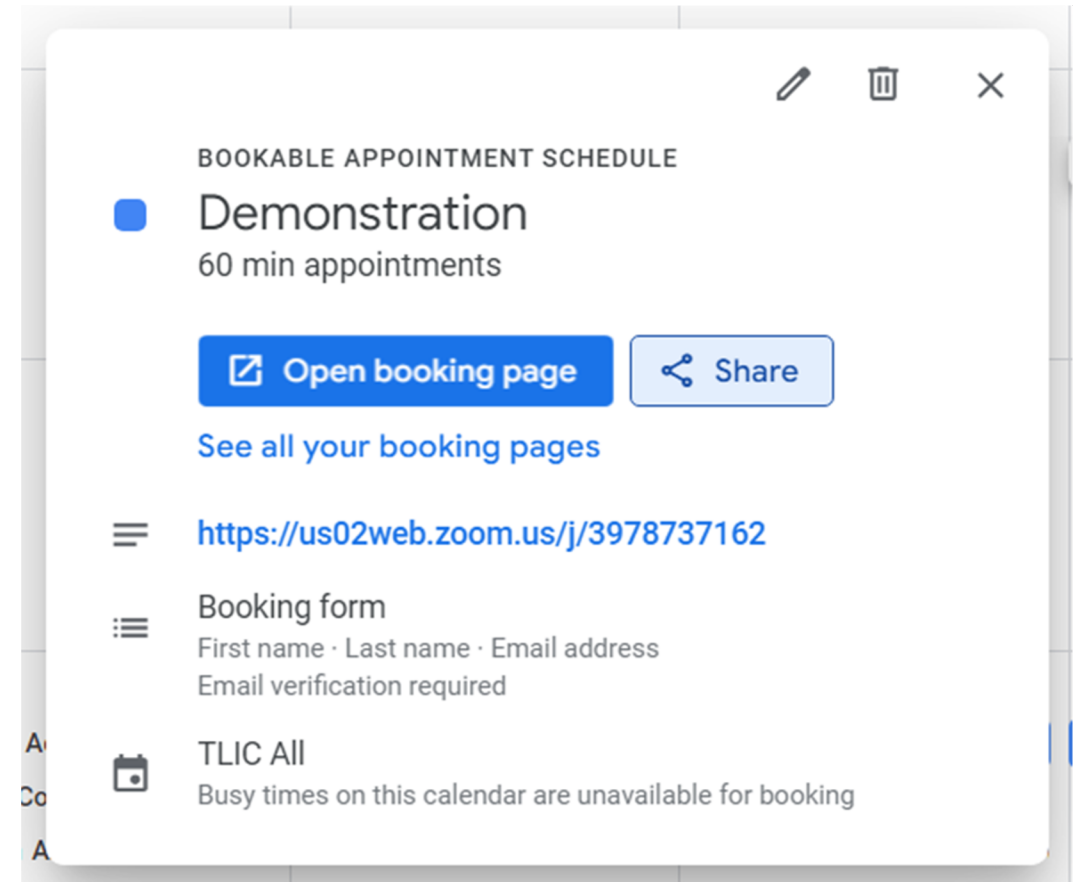 BOOKABLE APPOINTMENT SCHEDULE
Demonstration
60 min appointments
Open booking page
Share
See all your booking pages
https://us02web.zoom.us/j/3978737162
Booking form
First name · Last name · Email address
Email verification required
TLIC All
Busy times on this calendar are unavailable for booking
Co
A